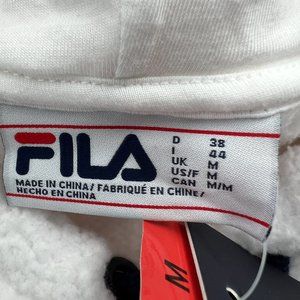 FILA
MADE IN CHINA/ FABRIQUÉ EN CHINE/
HECHO EN CHINA
D 38
I 44
UK M
US/F M
CAN M/M
M